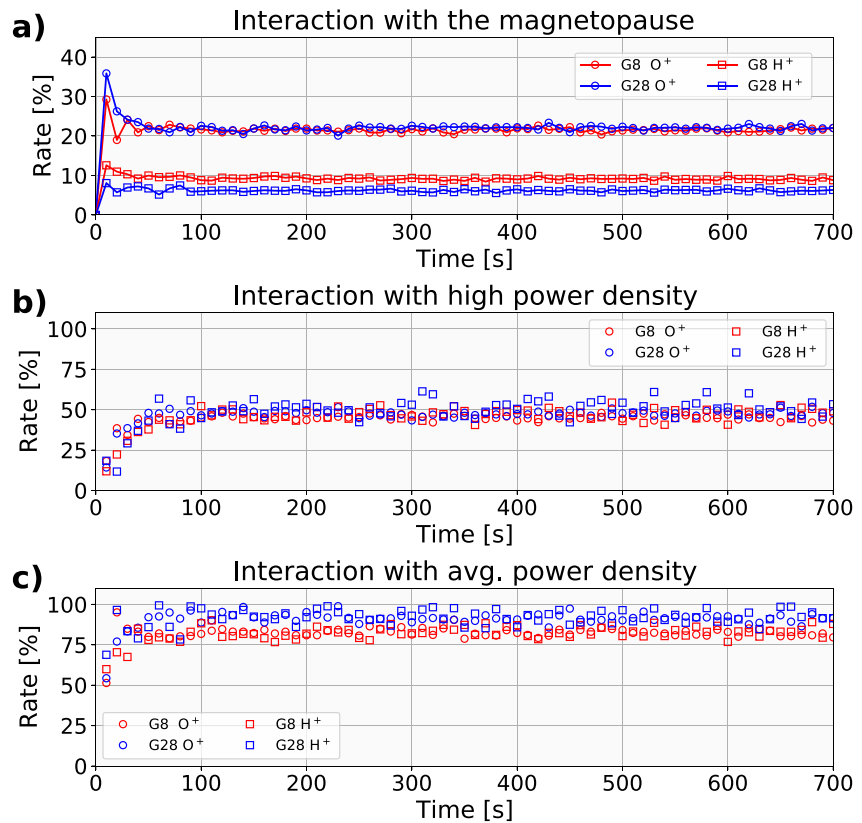 a) Interaction with the magnetopause
Rate [%]
40
30
20
10
0
G8 O⁺ G8 H⁺
G28 O⁺ G28 H⁺
0 100 200 300 400 500 600 700
Time [s]
b) Interaction with high power density
Rate [%]
100
75
50
25
0
G8 O⁺ G8 H⁺
G28 O⁺ G28 H⁺
0 100 200 300 400 500 600 700
Time [s]
c) Interaction with avg. power density
Rate [%]
100
75
50
25
0
G8 O⁺ G8 H⁺
G28 O⁺ G28 H⁺
0 100 200 300 400 500 600 700
Time [s]